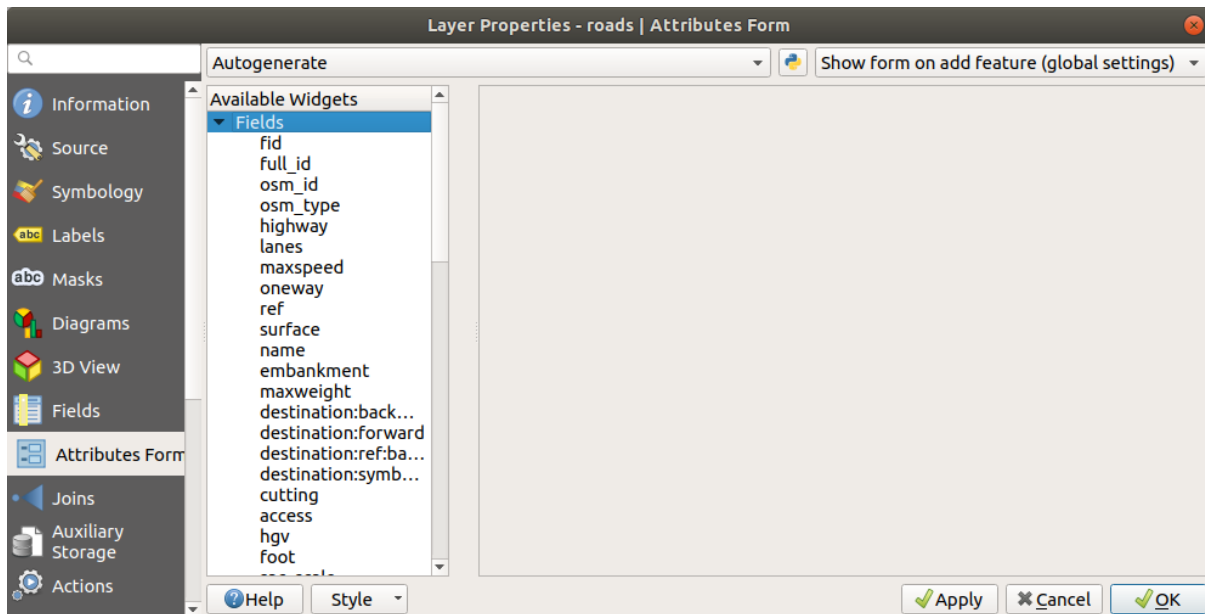 Layer Properties - roads | Attributes Form
Autogenerate
Show form on add feature (global settings)
Information
Source
Symbology
abc Labels
abc Masks
Diagrams
3D View
Fields
Attributes Form
Joins
Auxiliary
Storage
Actions
Available Widgets
Fields
fid
full_id
osm_id
osm_type
highway
lanes
maxspeed
oneway
ref
surface
name
embankment
maxweight
destination:back...
destination:forward
destination:ref:ba...
destination:symb...
cutting
access
hgv
foot
Help
Style
Apply
Cancel
OK